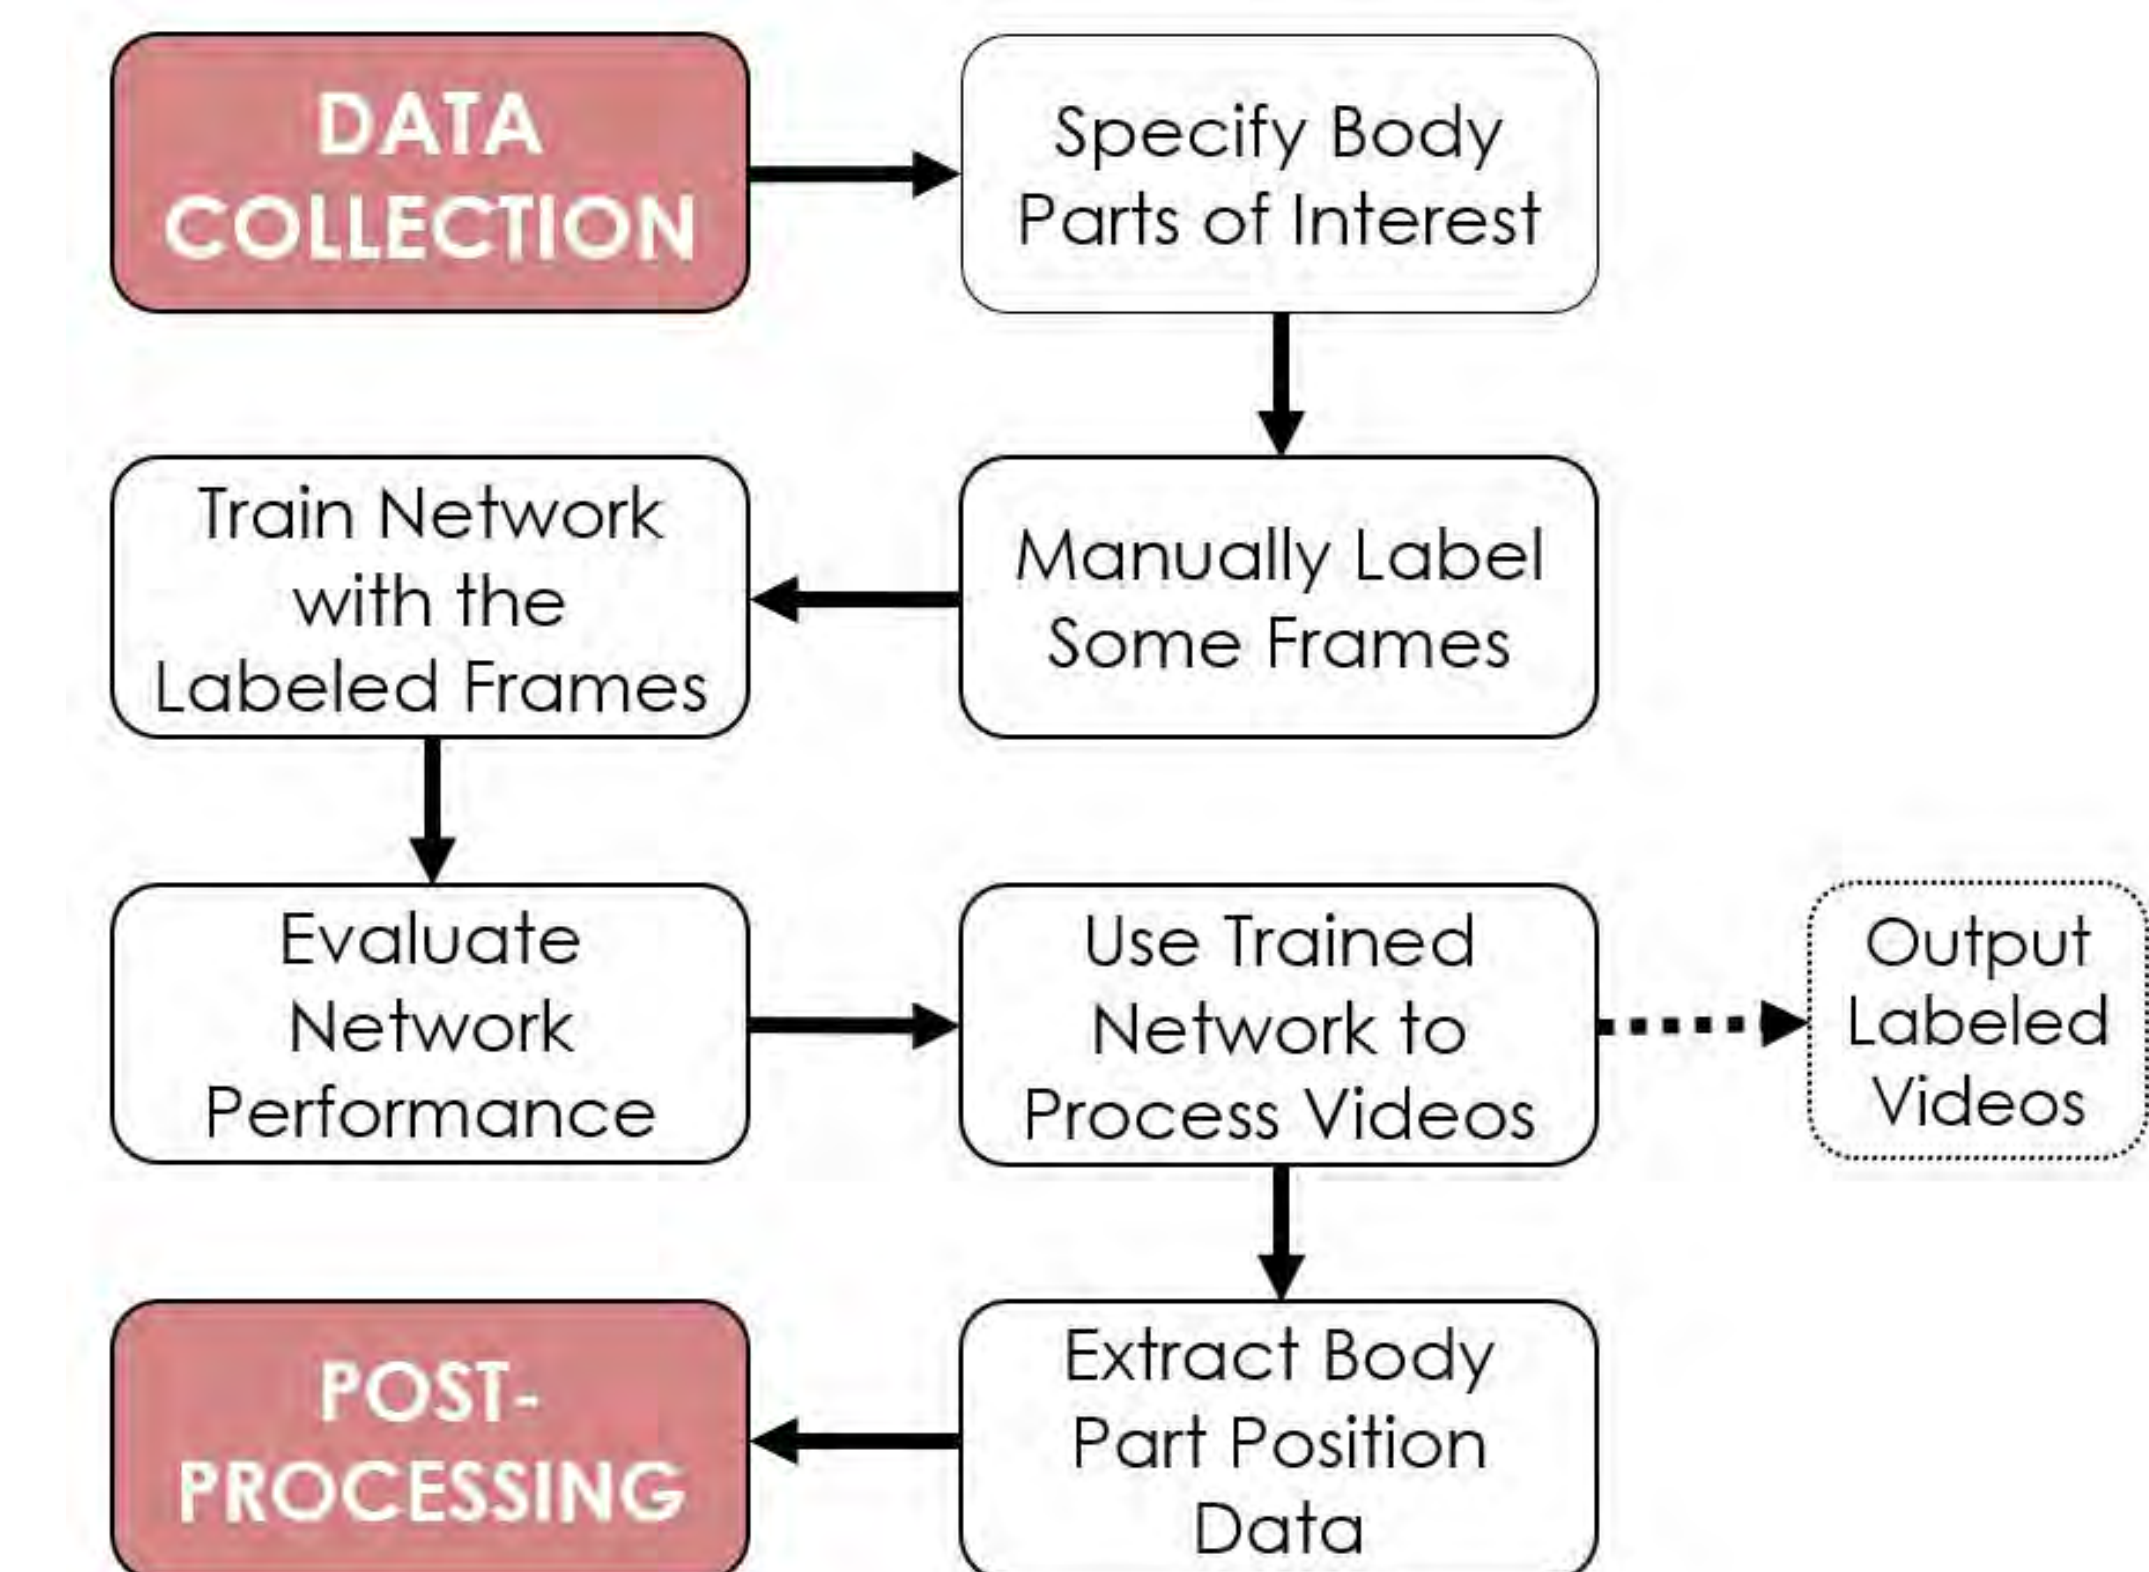 DATA
COLLECTION
Specify Body
Parts of Interest
Manually Label
Some Frames
Train Network
with the
Labeled Frames
Evaluate
Network
Performance
Use Trained
Network to
Process Videos
Output
Labeled
Videos
Extract Body
Part Position
Data
POST-
PROCESSING